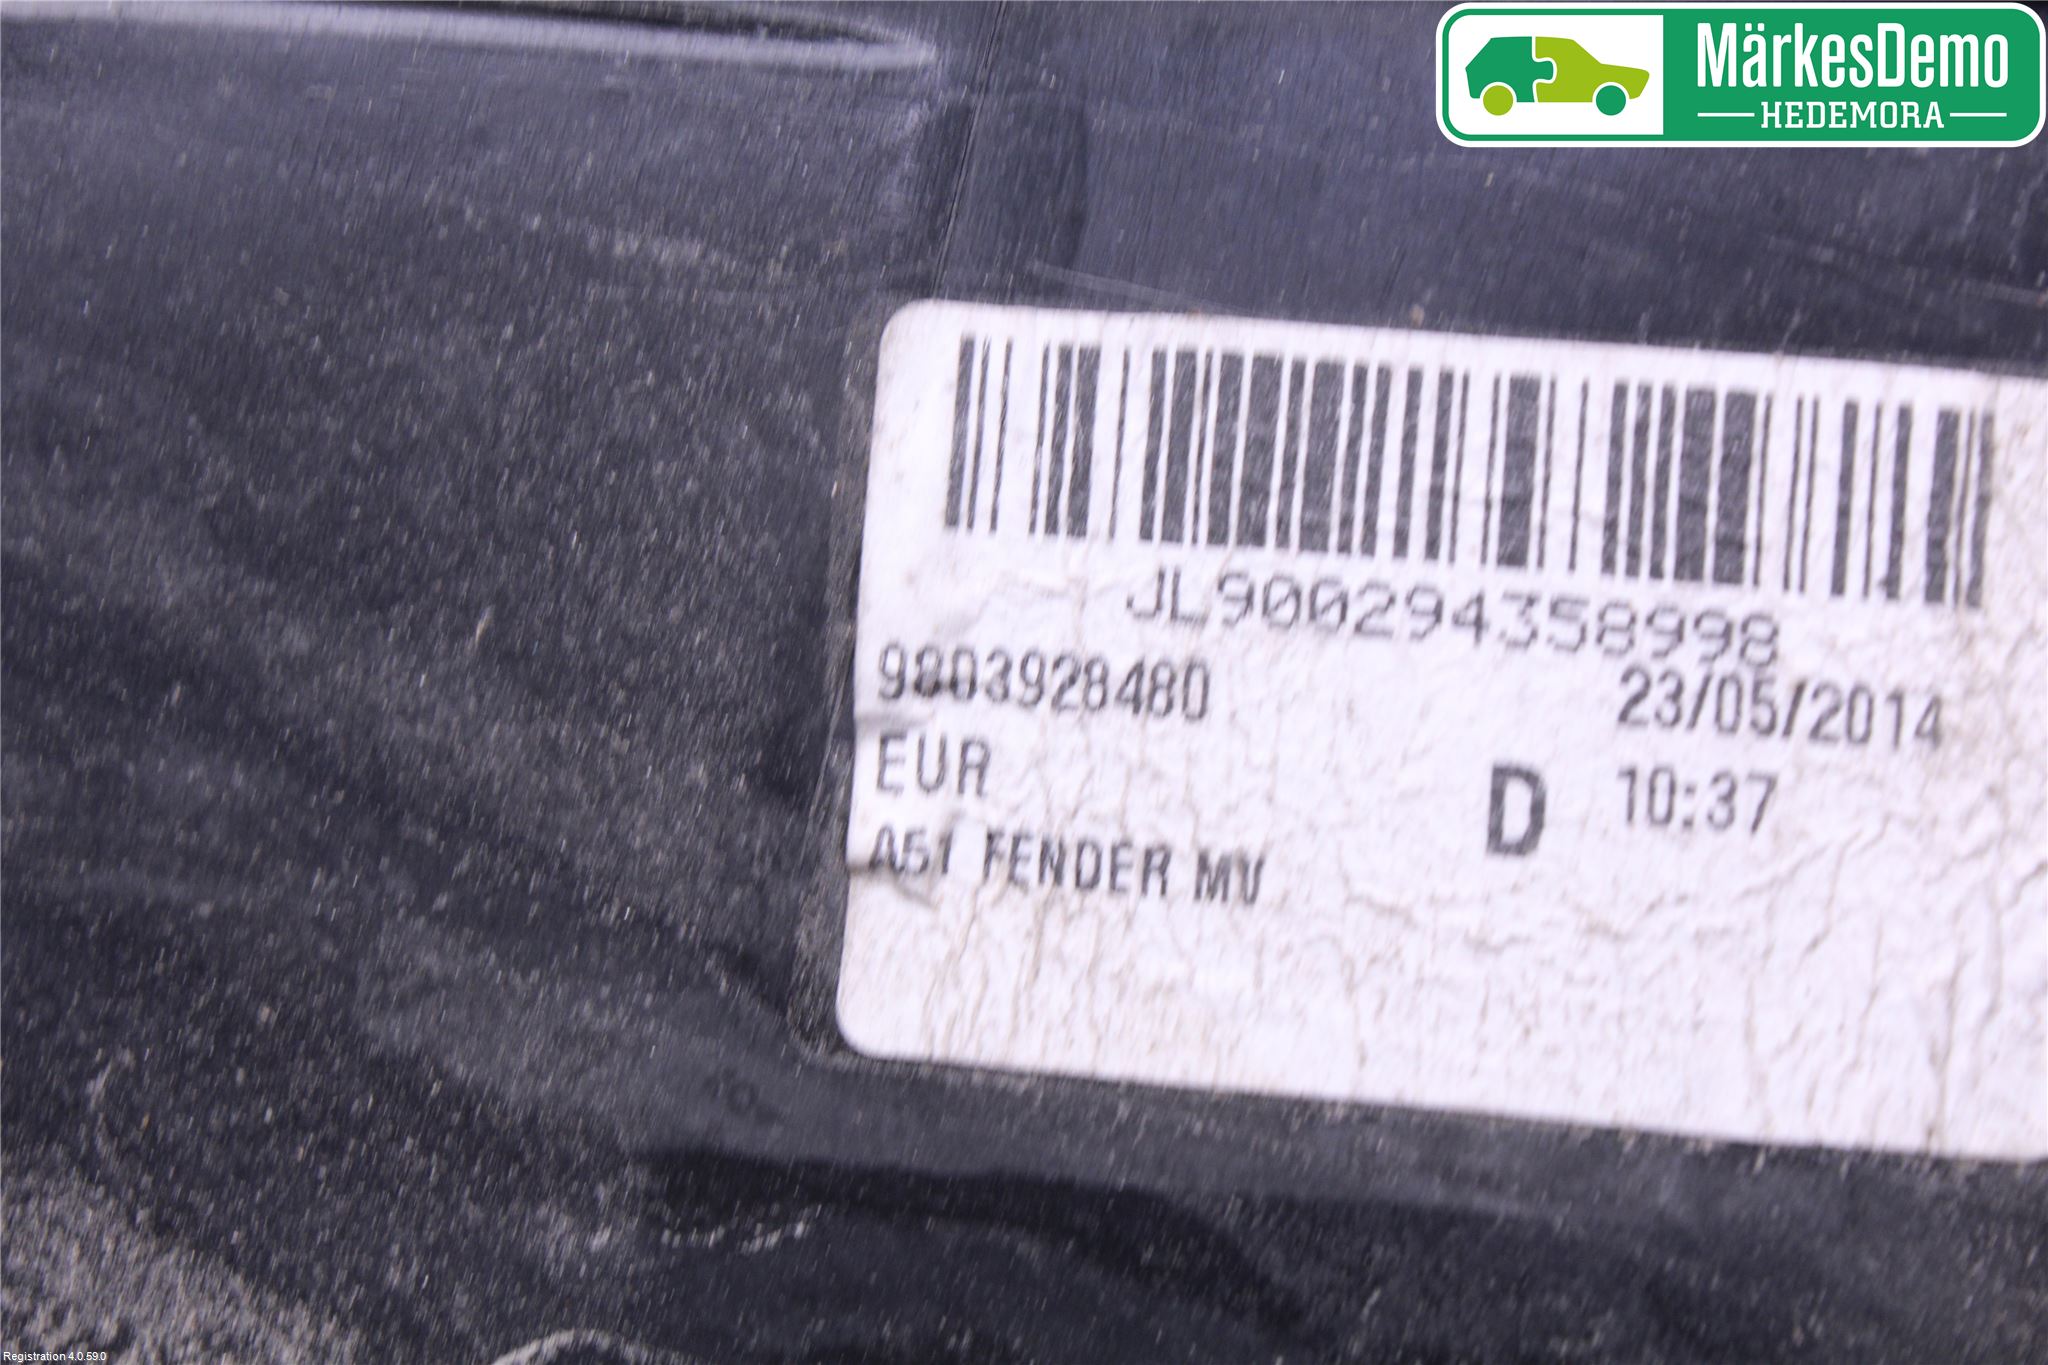 MärkesDemo
HEDEMORA
JL900294358998
9803928480
23/05/2014
EUR
D
10:37
A51 FENDER MV
Registration 4.0.59.0